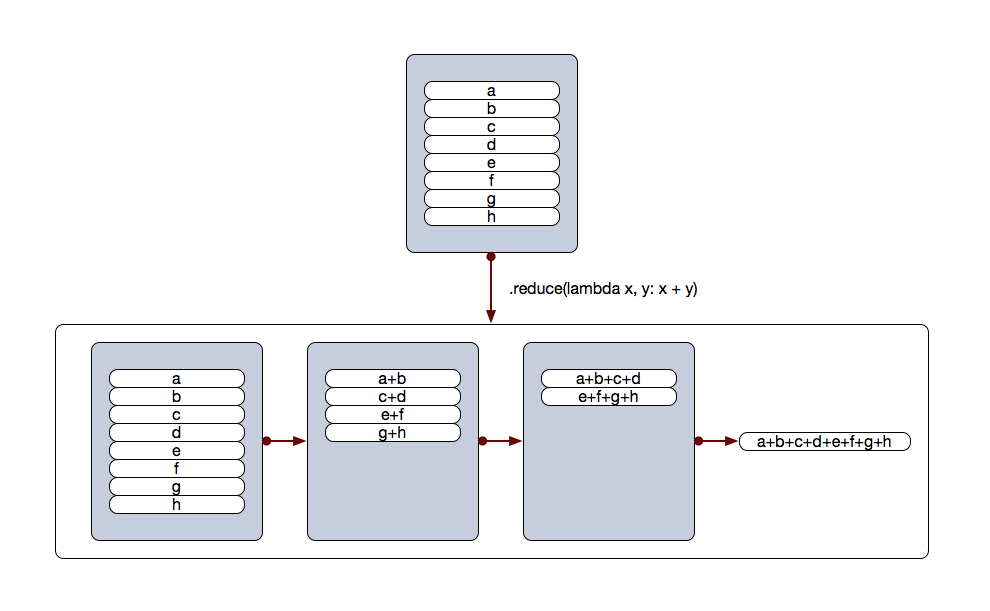 a
b
c
d
e
f
g
h
.reduce(lambda x, y: x + y)
a
b
c
d
e
f
g
h
a+b
c+d
e+f
g+h
a+b+c+d
e+f+g+h
a+b+c+d+e+f+g+h